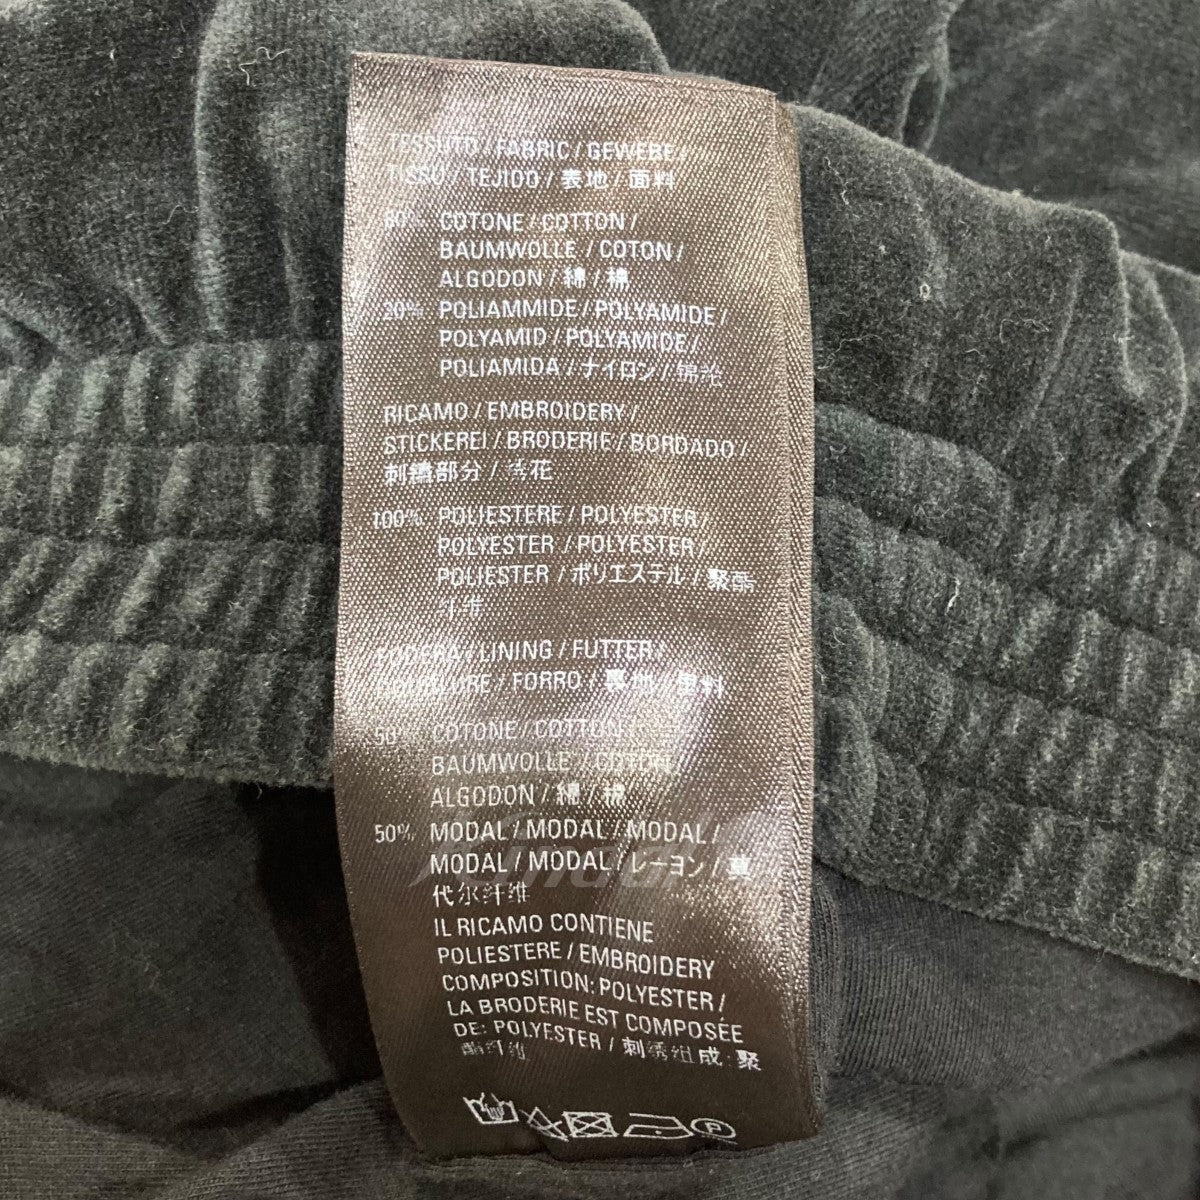 TESSUTO / FABRIC / GEWEBE /
TISSU / TEJIDO / 表地 / 面料
80% COTONE / COTTON /
BAUMWOLLE / COTON /
ALGODON / 綿 / 棉
20% POLIAMMIDE / POLYAMIDE /
POLYAMID / POLYAMIDE /
POLIAMIDA / ナイロン / 锦纶
RICAMO / EMBROIDERY /
STICKEREI / BRODERIE / BORDADO /
刺繍部分 / 绣花
100% POLIESTERE / POLYESTER /
POLYESTER / POLYESTER /
POLIESTER / ポリエステル / 聚酯
纤维
FODERA / LINING / FUTTER /
DOUBLURE / FORRO / 裏地 / 里料
50% COTONE / COTTON /
BAUMWOLLE / COTON /
ALGODON / 綿 / 棉
50% MODAL / MODAL / MODAL /
MODAL / MODAL / レーヨン / 莫
代尔纤维
IL RICAMO CONTIENE
POLIESTERE / EMBROIDERY
COMPOSITION: POLYESTER /
LA BRODERIE EST COMPOSÉE
DE: POLYESTER / 刺绣组成: 聚
酯纤维